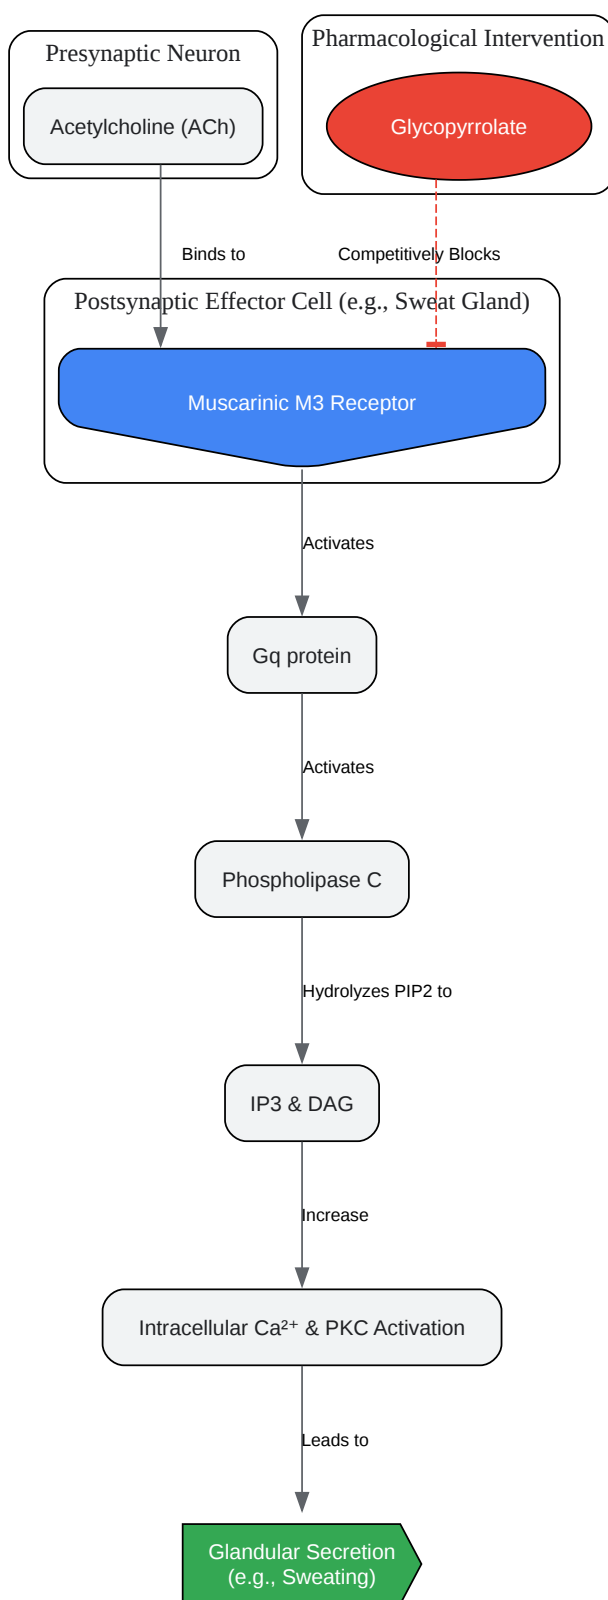 Presynaptic Neuron
Pharmacological Intervention
Acetylcholine (ACh)
Glycopyrrolate
Binds to
Competitively Blocks
Postsynaptic Effector Cell (e.g., Sweat Gland)
Muscarinic M3 Receptor
Activates
Gq protein
Activates
Phospholipase C
Hydrolyzes PIP2 to
IP3 & DAG
Increase
Intracellular Ca²⁺ & PKC Activation
Leads to
Glandular Secretion
(e.g., Sweating)